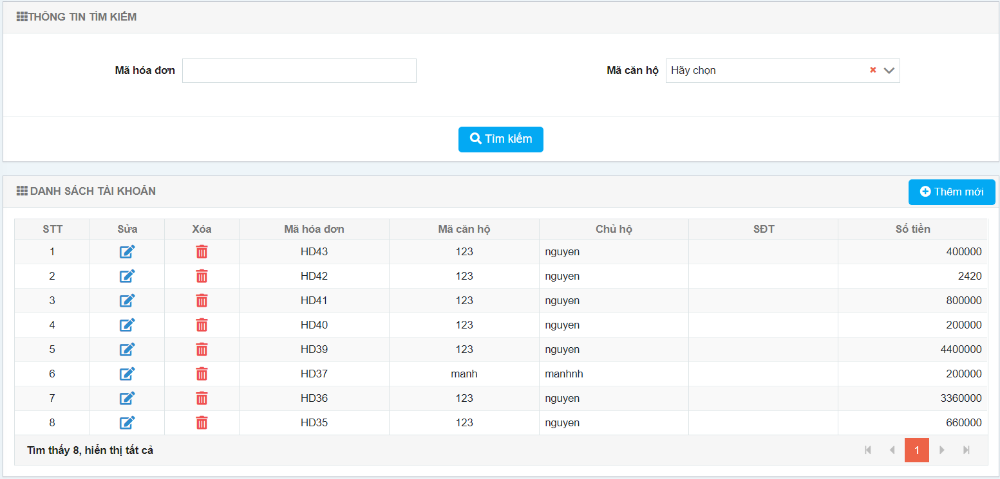 THÔNG TIN TÌM KIẾM
Mã hóa đơn
Mã căn hộ Hãy chọn
Tìm kiếm
DANH SÁCH TÀI KHOẢN
Thêm mới
STT Sửa Xóa Mã hóa đơn Mã căn hộ Chủ hộ SĐT Số tiền
1 HD43 123 nguyen 400000
2 HD42 123 nguyen 2420
3 HD41 123 nguyen 800000
4 HD40 123 nguyen 200000
5 HD39 123 nguyen 4400000
6 HD37 manh manhnh 200000
7 HD36 123 nguyen 3360000
8 HD35 123 nguyen 660000
Tìm thấy 8, hiển thị tất cả 1